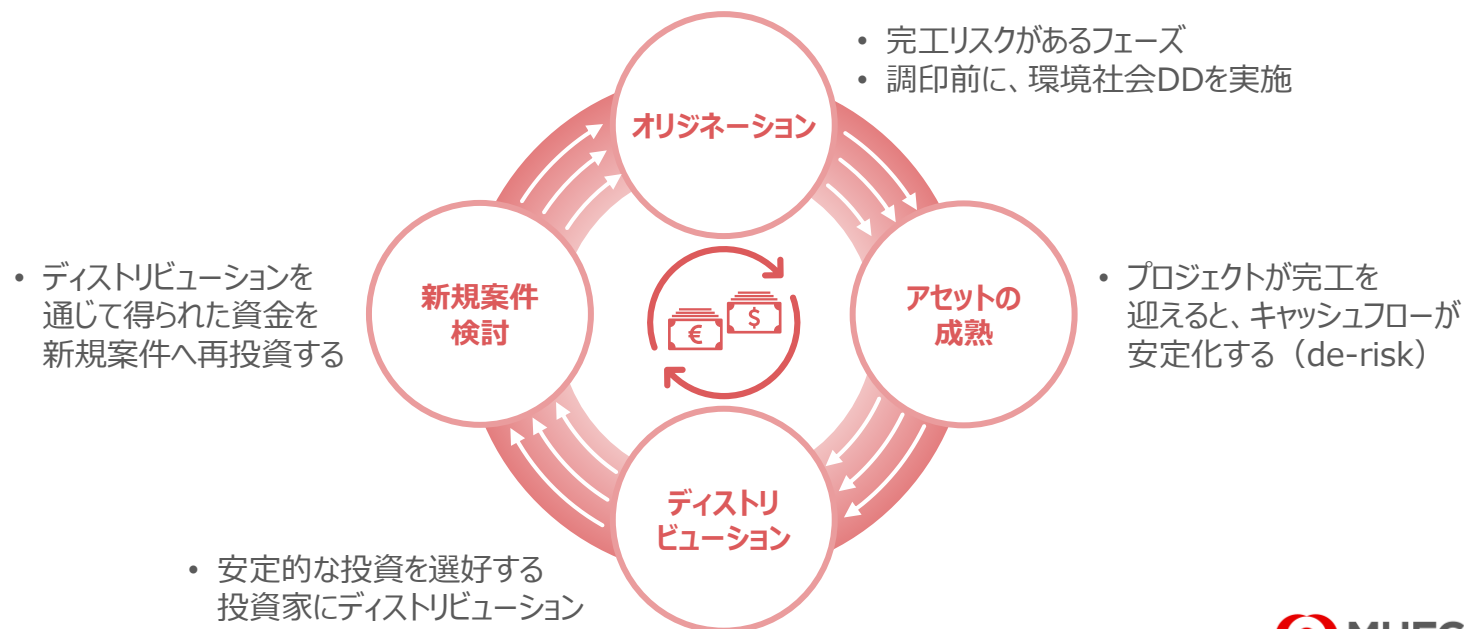 • 完工リスクがあるフェーズ
• 調印前に、環境社会DDを実施
オリジネーション
• ディストリビューションを
通じて得られた資金を
新規案件へ再投資する
新規案件
検討
€
$
アセットの
成熟
• プロジェクトが完工を
迎えると、キャッシュフローが
安定化する（de-risk）
ディストリ
ビューション
• 安定的な投資を選好する
投資家にディストリビューション